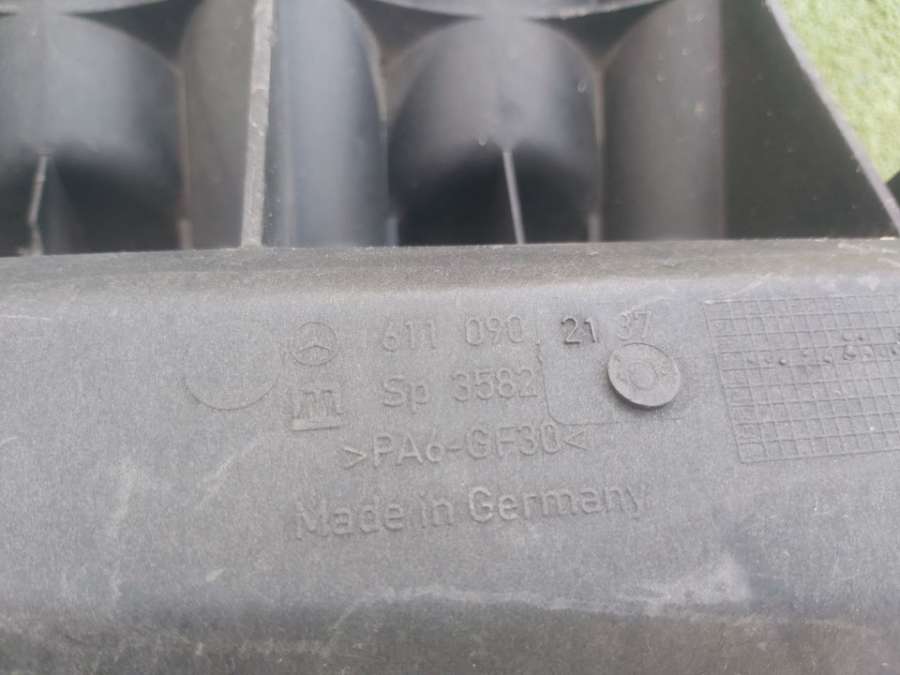 611 090 21 37
Sp 3582
>PA6-GF30<
Made in Germany